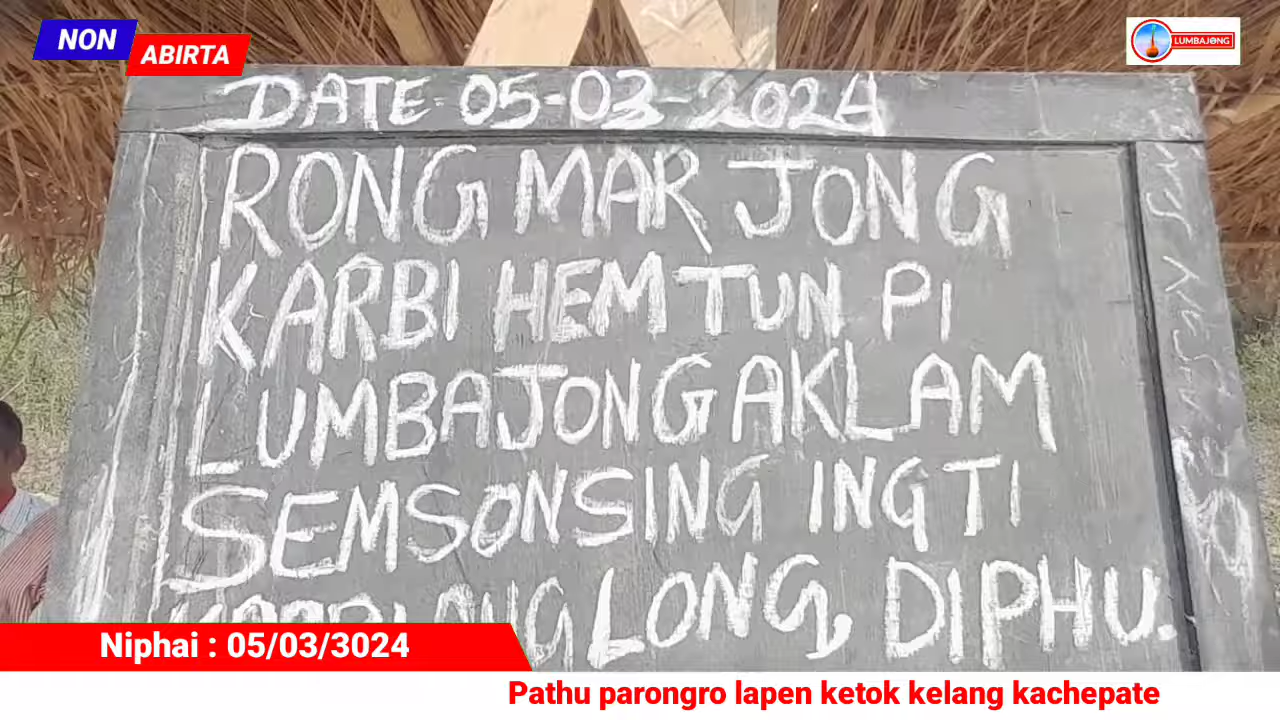 NON
ABIRTA
LUMBAJONG
DATE-05-03-2024
RONG MAR JONG
KARBI HEMTUN PI
LUMBAJONG AKLAM
SEMSONSING INGTI
LONG, DIPHU.
Niphai : 05/03/3024
Pathu parongro lapen ketok kelang kachepate